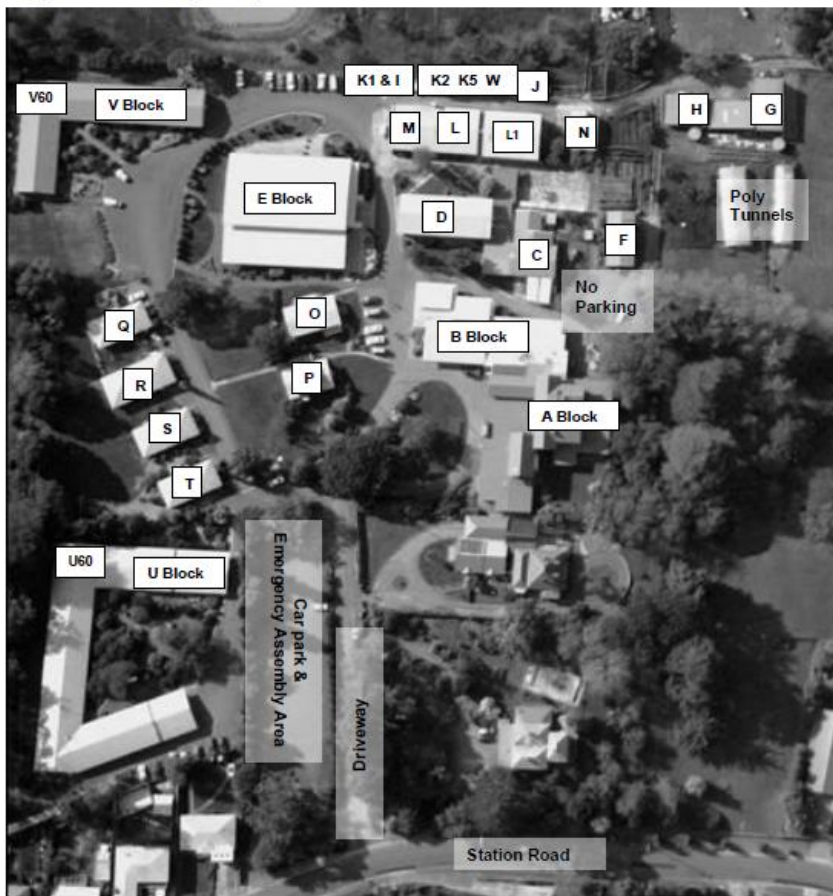 K1 & I
K2 K5 W
J
V60
V Block
M
L
L1
N
H
G
E Block
D
C
F
Poly
Tunnels
No
Parking
Q
O
B Block
R
P
A Block
S
T
U60
U Block
Car park &
Emergency Assembly Area
Driveway
Station Road